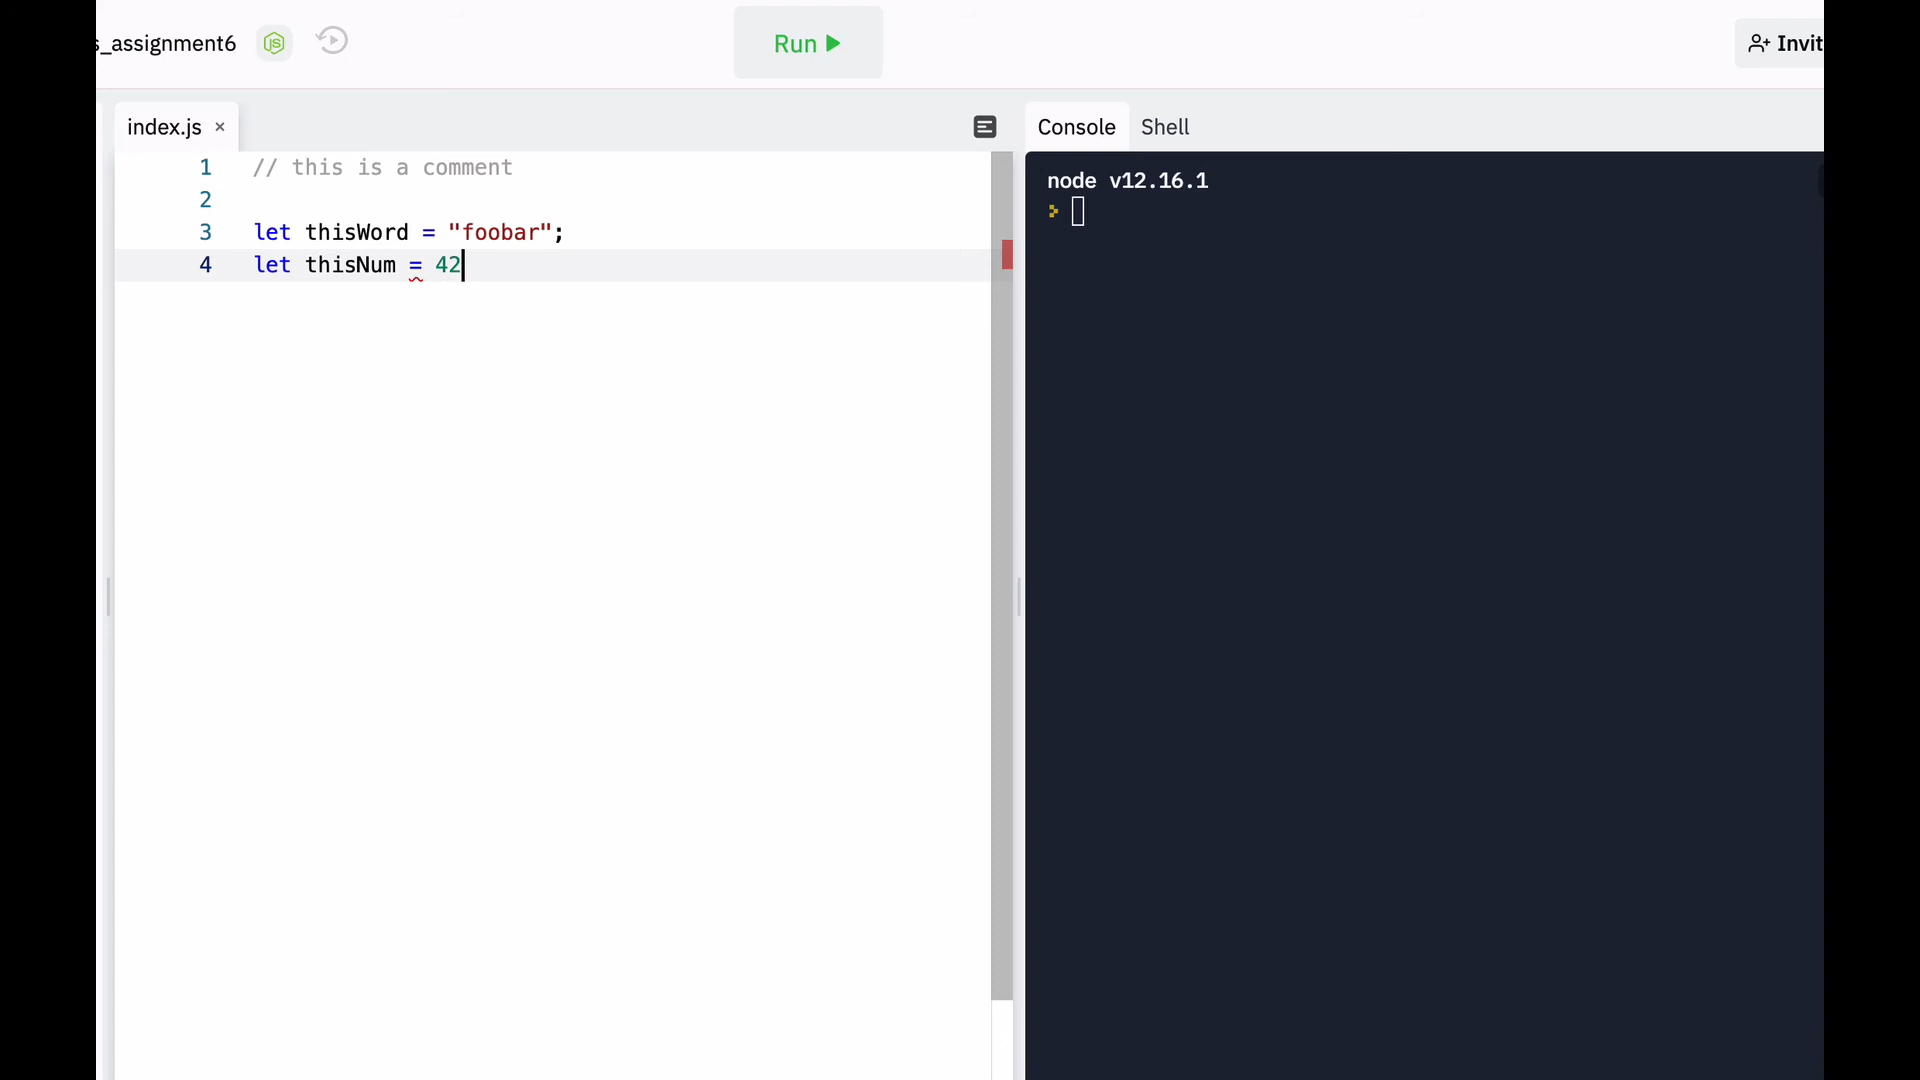 s_assignment6
Run
Invit
index.js ×
Console Shell
1 // this is a comment
2
3 let thisWord = "foobar";
4 let thisNum = 42
node v12.16.1
>